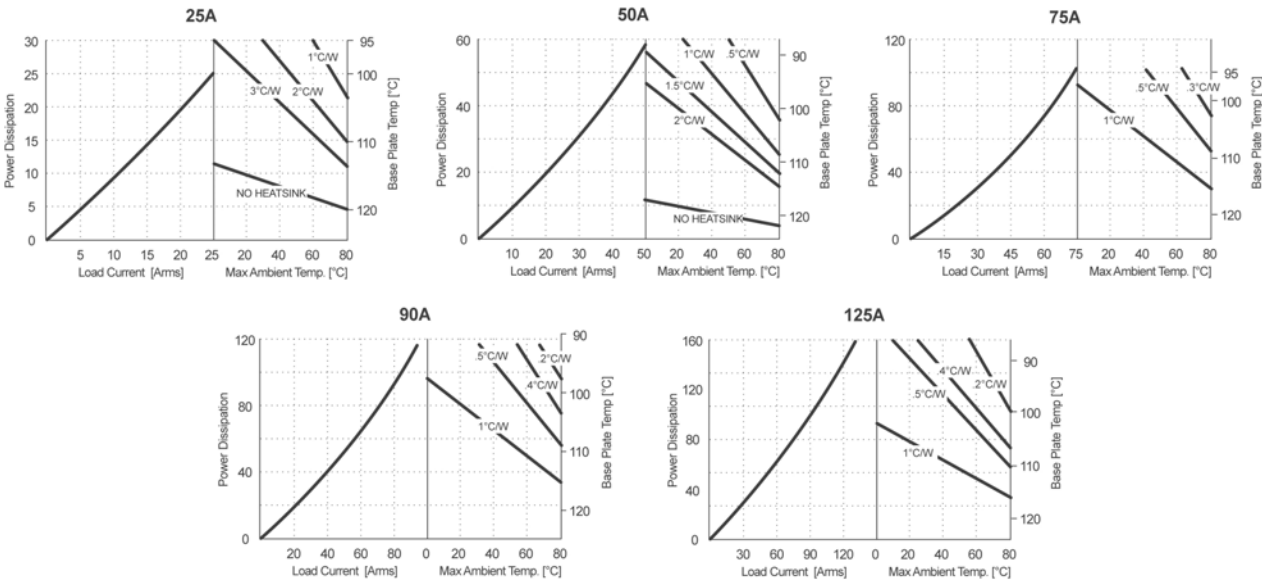 25A
30
25
20
15
10
5
0
Power Dissipation
1°C/W
3°C/W 2°C/W
NO HEATSINK
95
100
110
120
Base Plate Temp [°C]
5 10 15 20 25 20 40 60 80
Load Current [Arms] Max Ambient Temp. [°C]
50A
60
40
20
0
Power Dissipation
1°C/W .5°C/W
1.5°C/W
2°C/W
NO HEATSINK
90
100
110
120
Base Plate Temp [°C]
10 20 30 40 50 20 40 60 80
Load Current [Arms] Max Ambient Temp. [°C]
75A
120
80
40
0
Power Dissipation
.5°C/W .3°C/W
1°C/W
95
100
110
120
Base Plate Temp [°C]
15 30 45 60 75 20 40 60 80
Load Current [Arms] Max Ambient Temp. [°C]
90A
120
80
40
0
Power Dissipation
.5°C/W .2°C/W
.4°C/W
1°C/W
90
100
110
120
Base Plate Temp [°C]
20 40 60 80 0 20 40 60 80
Load Current [Arms] Max Ambient Temp. [°C]
125A
160
120
80
40
0
Power Dissipation
.4°C/W .2°C/W
.5°C/W
1°C/W
90
100
110
120
Base Plate Temp [°C]
30 60 90 120 0 20 40 60 80
Load Current [Arms] Max Ambient Temp. [°C]